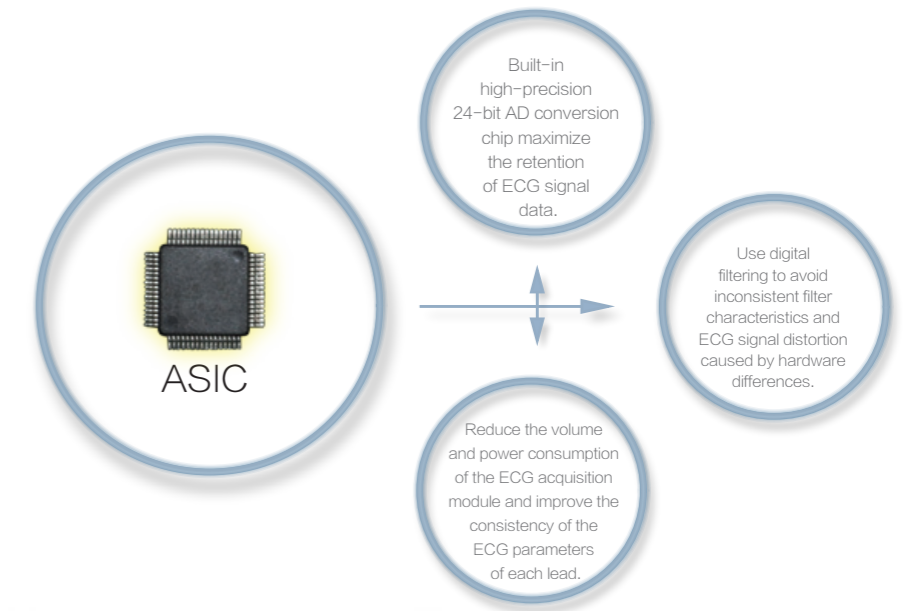 Built-in
high-precision
24-bit AD conversion
chip maximize
the retention
of ECG signal
data.
ASIC
Use digital
filtering to avoid
inconsistent filter
characteristics and
ECG signal distortion
caused by hardware
differences.
Reduce the volume
and power consumption
of the ECG acquisition
module and improve the
consistency of the
ECG parameters
of each lead.